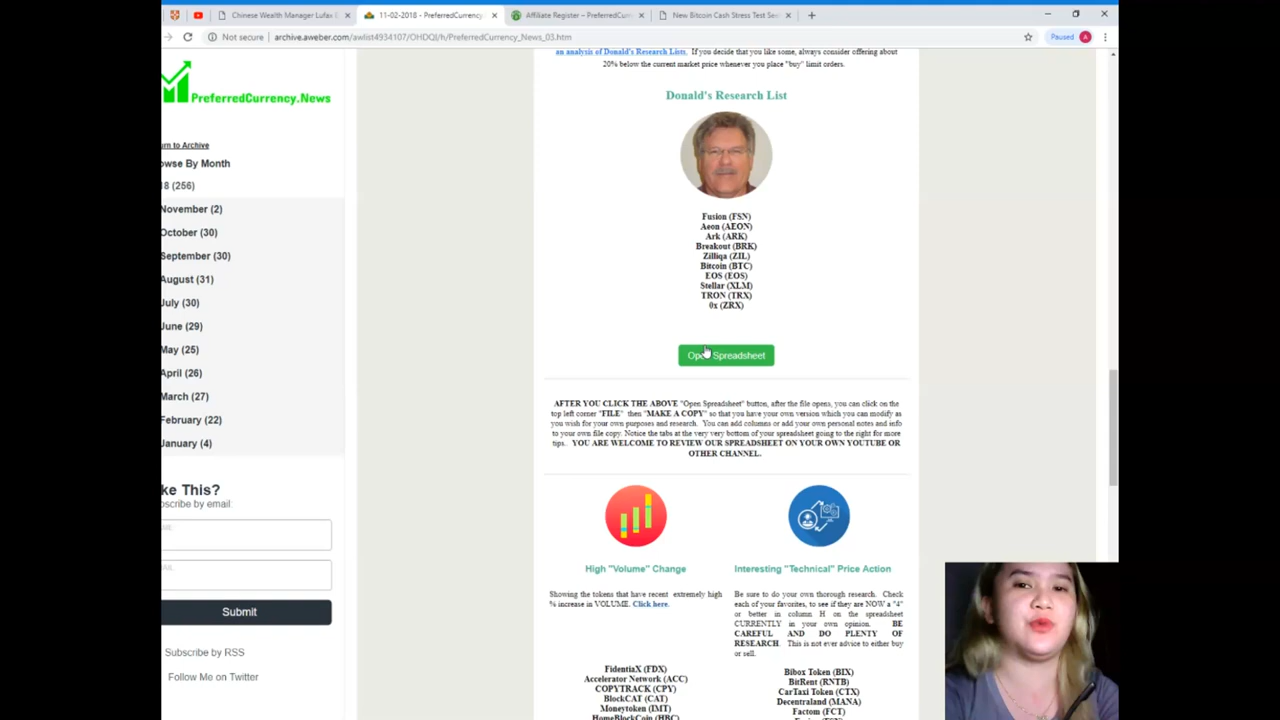 Chinese Wealth Manager Lufax
11-02-2018 - PreferredCurrency
Affiliate Register – PreferredCurr
New Bitcoin Cash Stress Test Se
Not secure
archive.aweber.com/awlist4934107/OHDQI/h/PreferredCurrency_News_03.htm
Paused
A
PreferredCurrency.News
urn to Archive
owse By Month
18 (256)
November (2)
October (30)
September (30)
August (31)
July (30)
June (29)
May (25)
April (26)
March (27)
February (22)
January (4)
ke This?
bscribe by email:
Submit
Subscribe by RSS
Follow Me on Twitter
an analysis of Donald's Research Lists. If you decide that you like some, always consider offering about
20% below the current market price whenever you place "buy" limit orders.
Donald's Research List
Fusion (FSN)
Aeon (AEON)
Ark (ARK)
Breakout (BRK)
Zilliqa (ZIL)
Bitcoin (BTC)
EOS (EOS)
Stellar (XLM)
TRON (TRX)
0x (ZRX)
Open Spreadsheet
AFTER YOU CLICK THE ABOVE "Open Spreadsheet" button, after the file opens, you can click on the
top left corner "FILE" then "MAKE A COPY" so that you have your own version which you can modify as
you wish for your own purposes and research. You can add columns or add your own personal notes and info
to your own file copy. Notice the tabs at the very very bottom of your spreadsheet going to the right for more
tips. YOU ARE WELCOME TO REVIEW OUR SPREADSHEET ON YOUR OWN YOUTUBE OR
OTHER CHANNEL.
High "Volume" Change
Showing the tokens that have recent extremely high
% increase in VOLUME. Click here.
FidentiaX (FDX)
Accelerator Network (ACC)
COPYTRACK (CPY)
BlockCAT (CAT)
Moneytoken (IMT)
HomeBlockCoin (HBC)
Interesting "Technical" Price Action
Be sure to do your own thorough research. Check
each of your favorites, to see if they are NOW a "4"
or better in column H on the spreadsheet
CURRENTLY in your own opinion. BE
CAREFUL AND DO PLENTY OF
RESEARCH. This is not ever advice to either buy
or sell.
Bibox Token (BIX)
BitRent (RNTB)
CarTaxi Token (CTX)
Decentraland (MANA)
Factom (FCT)